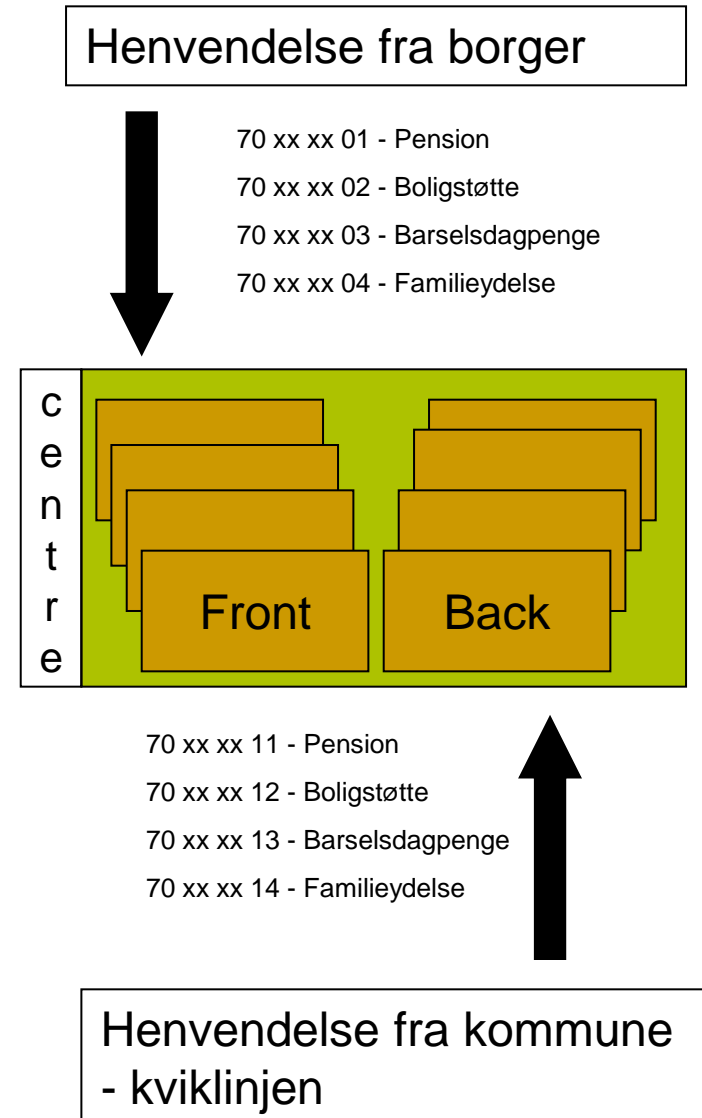 Henvendelse fra borger
70 xx xx 01 - Pension
70 xx xx 02 - Boligstøtte
70 xx xx 03 - Barselsdagpenge
70 xx xx 04 - Familieydelse
centre
Front
Back
70 xx xx 11 - Pension
70 xx xx 12 - Boligstøtte
70 xx xx 13 - Barselsdagpenge
70 xx xx 14 - Familieydelse
Henvendelse fra kommune
- kviklinjen